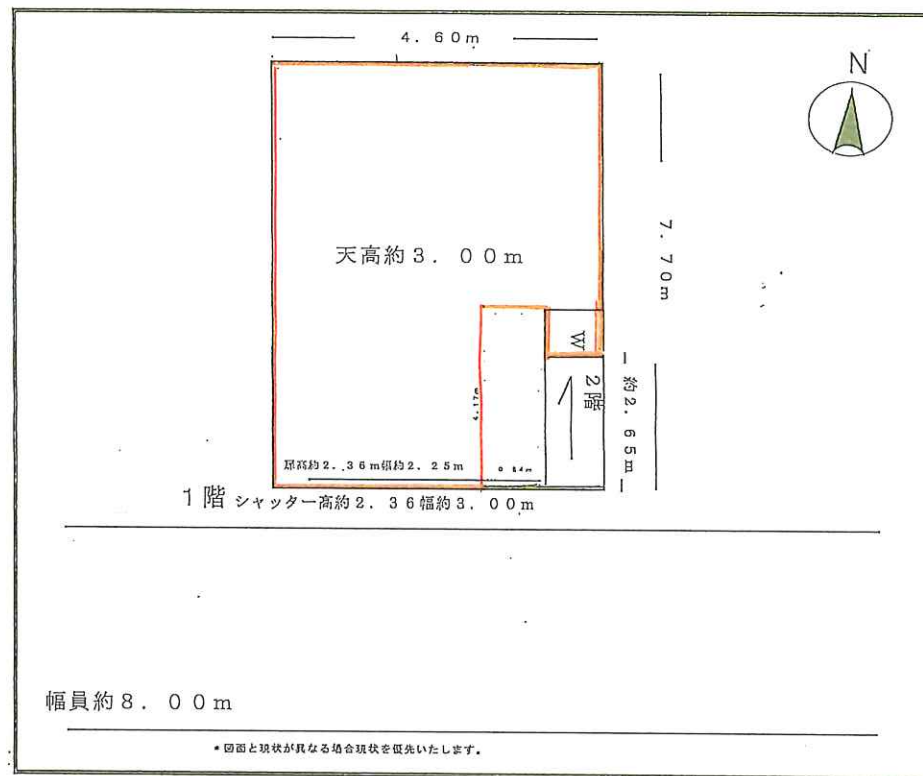 4.60m
N
7.70m
天高約3.00m
W
2階
約2.65m
扉高約2.36m幅約2.25m
1階 シャッター高約2.36幅約3.00m
幅員約8.00m
*図面と現状が異なる場合現状を優先いたします。